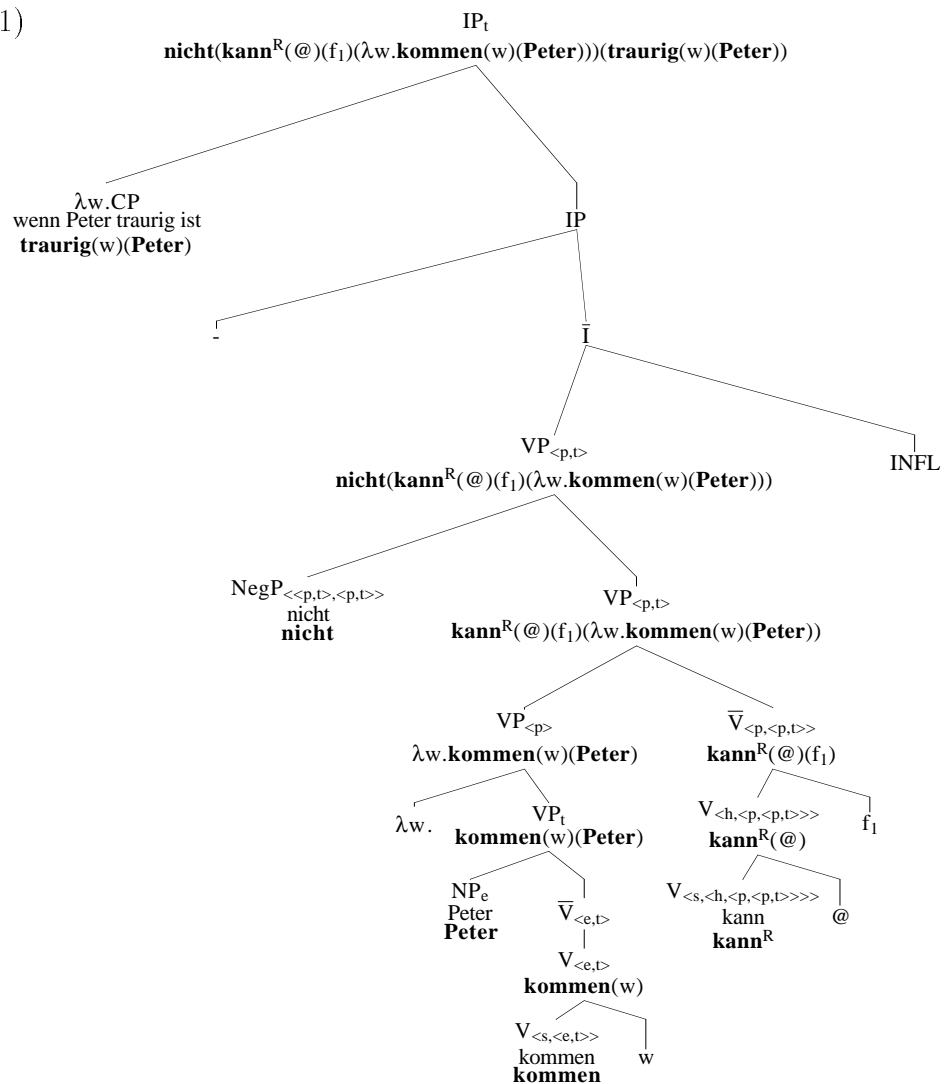 1)
IPₜ
nicht(kannᴿ(@)(f₁)(λw.kommen(w)(Peter)))(traurig(w)(Peter))
λw.CP
wenn Peter traurig ist
traurig(w)(Peter)
IP
-
Ī
VP<p,t>
nicht(kannᴿ(@)(f₁)(λw.kommen(w)(Peter)))
INFL
NegP<<p,t>,<p,t>>
nicht
nicht
VP<p,t>
kannᴿ(@)(f₁)(λw.kommen(w)(Peter))
VP<p>
λw.kommen(w)(Peter)
V̅<p,<p,t>>
kannᴿ(@)(f₁)
λw.
VPₜ
kommen(w)(Peter)
V<h,<p,<p,t>>>
kannᴿ(@)
f₁
NPₑ
Peter
Peter
V̅<e,t>
V<s,<h,<p,<p,t>>>>
kann
kannᴿ
@
V<e,t>
kommen(w)
V<s,<e,t>>
kommen
kommen
w